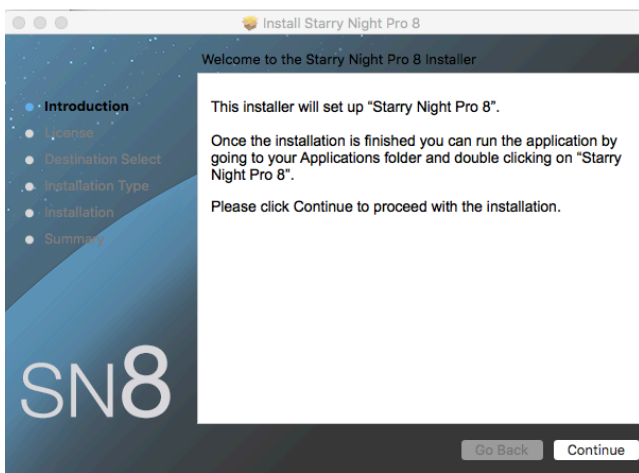 Install Starry Night Pro 8
Welcome to the Starry Night Pro 8 Installer
Introduction
License
Destination Select
Installation Type
Installation
Summary
This installer will set up “Starry Night Pro 8”.
Once the installation is finished you can run the application by
going to your Applications folder and double clicking on “Starry
Night Pro 8”.
Please click Continue to proceed with the installation.
SN8
Go Back
Continue